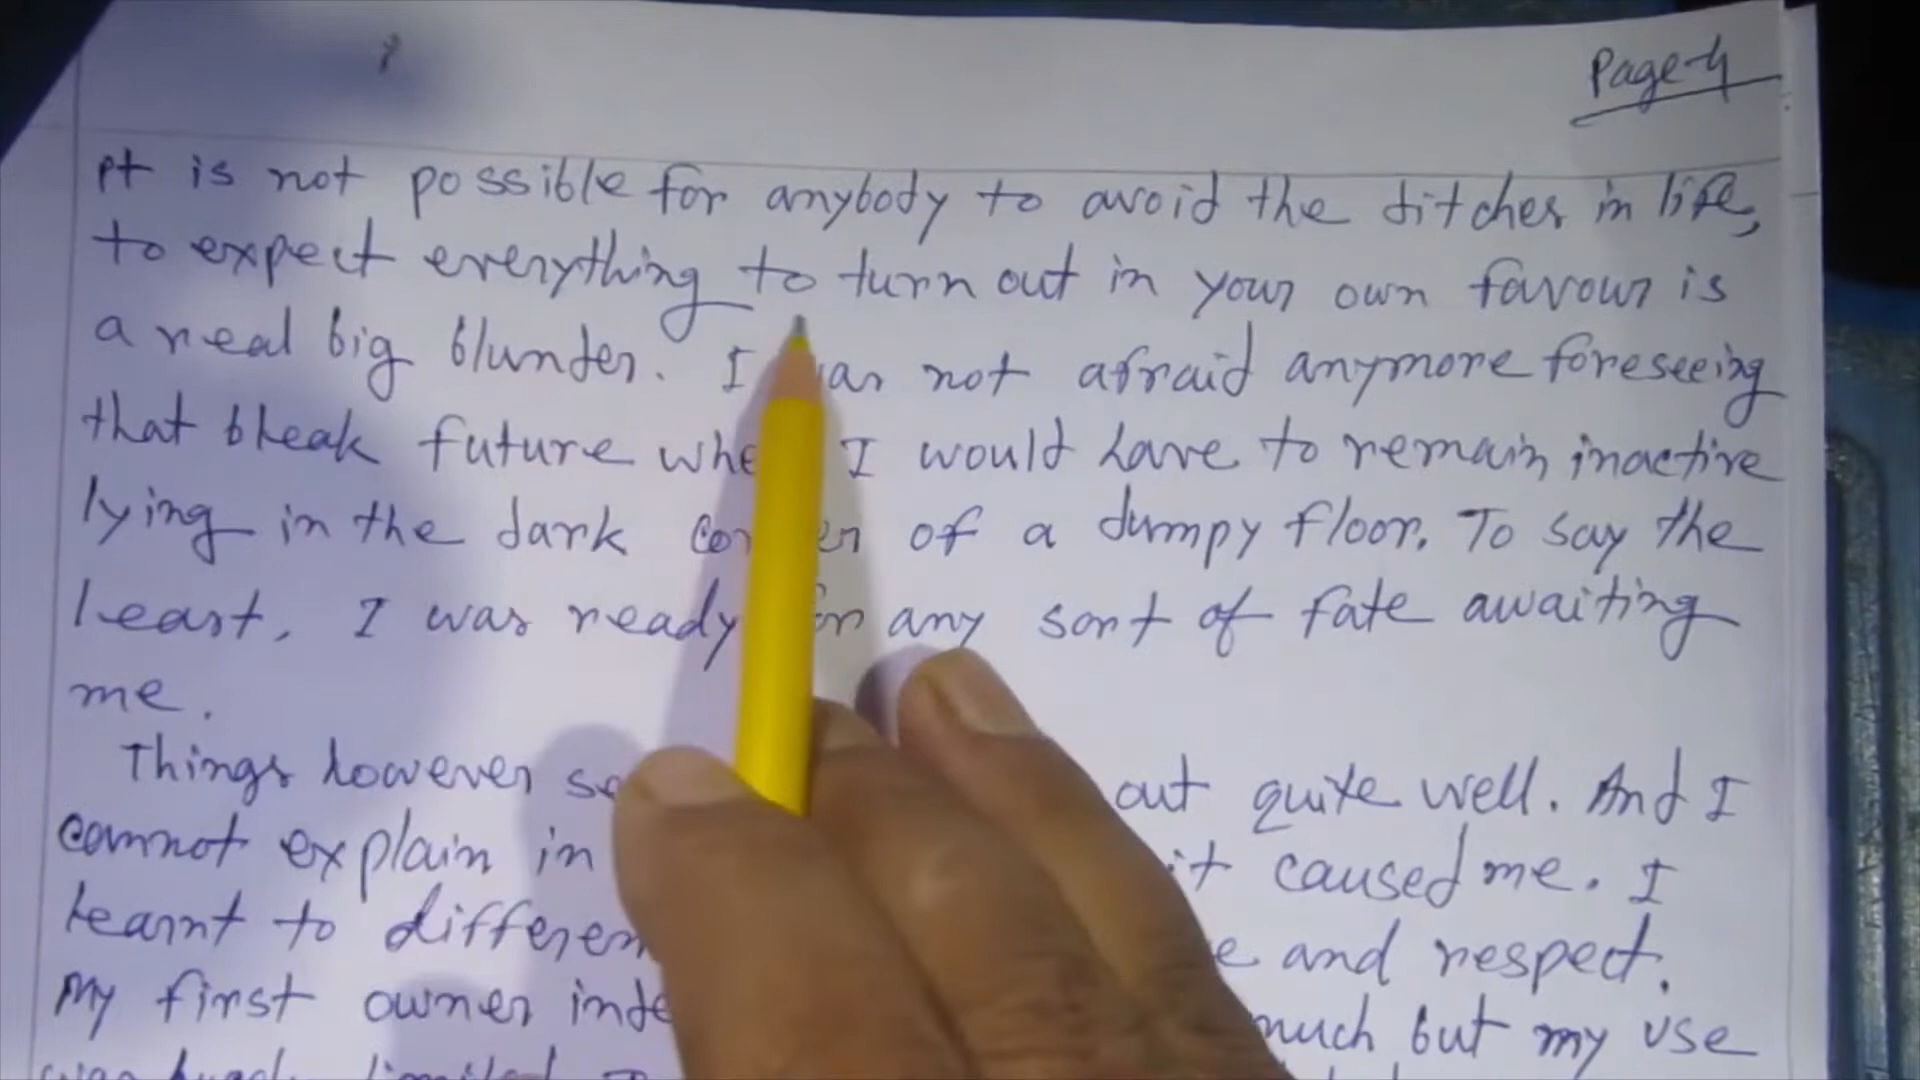 Page-4
It is not possible for anybody to avoid the ditches in life,
to expect everything to turn out in your own favour is
a real big blunder. I was not afraid anymore foreseeing
that bleak future when I would have to remain inactive
lying in the dark corner of a dumpy floor. To say the
least, I was ready for any sort of fate awaiting
me.
Things however out quite well. And I
cannot explain in it caused me. I
learnt to and respect.
My first owner much but my use